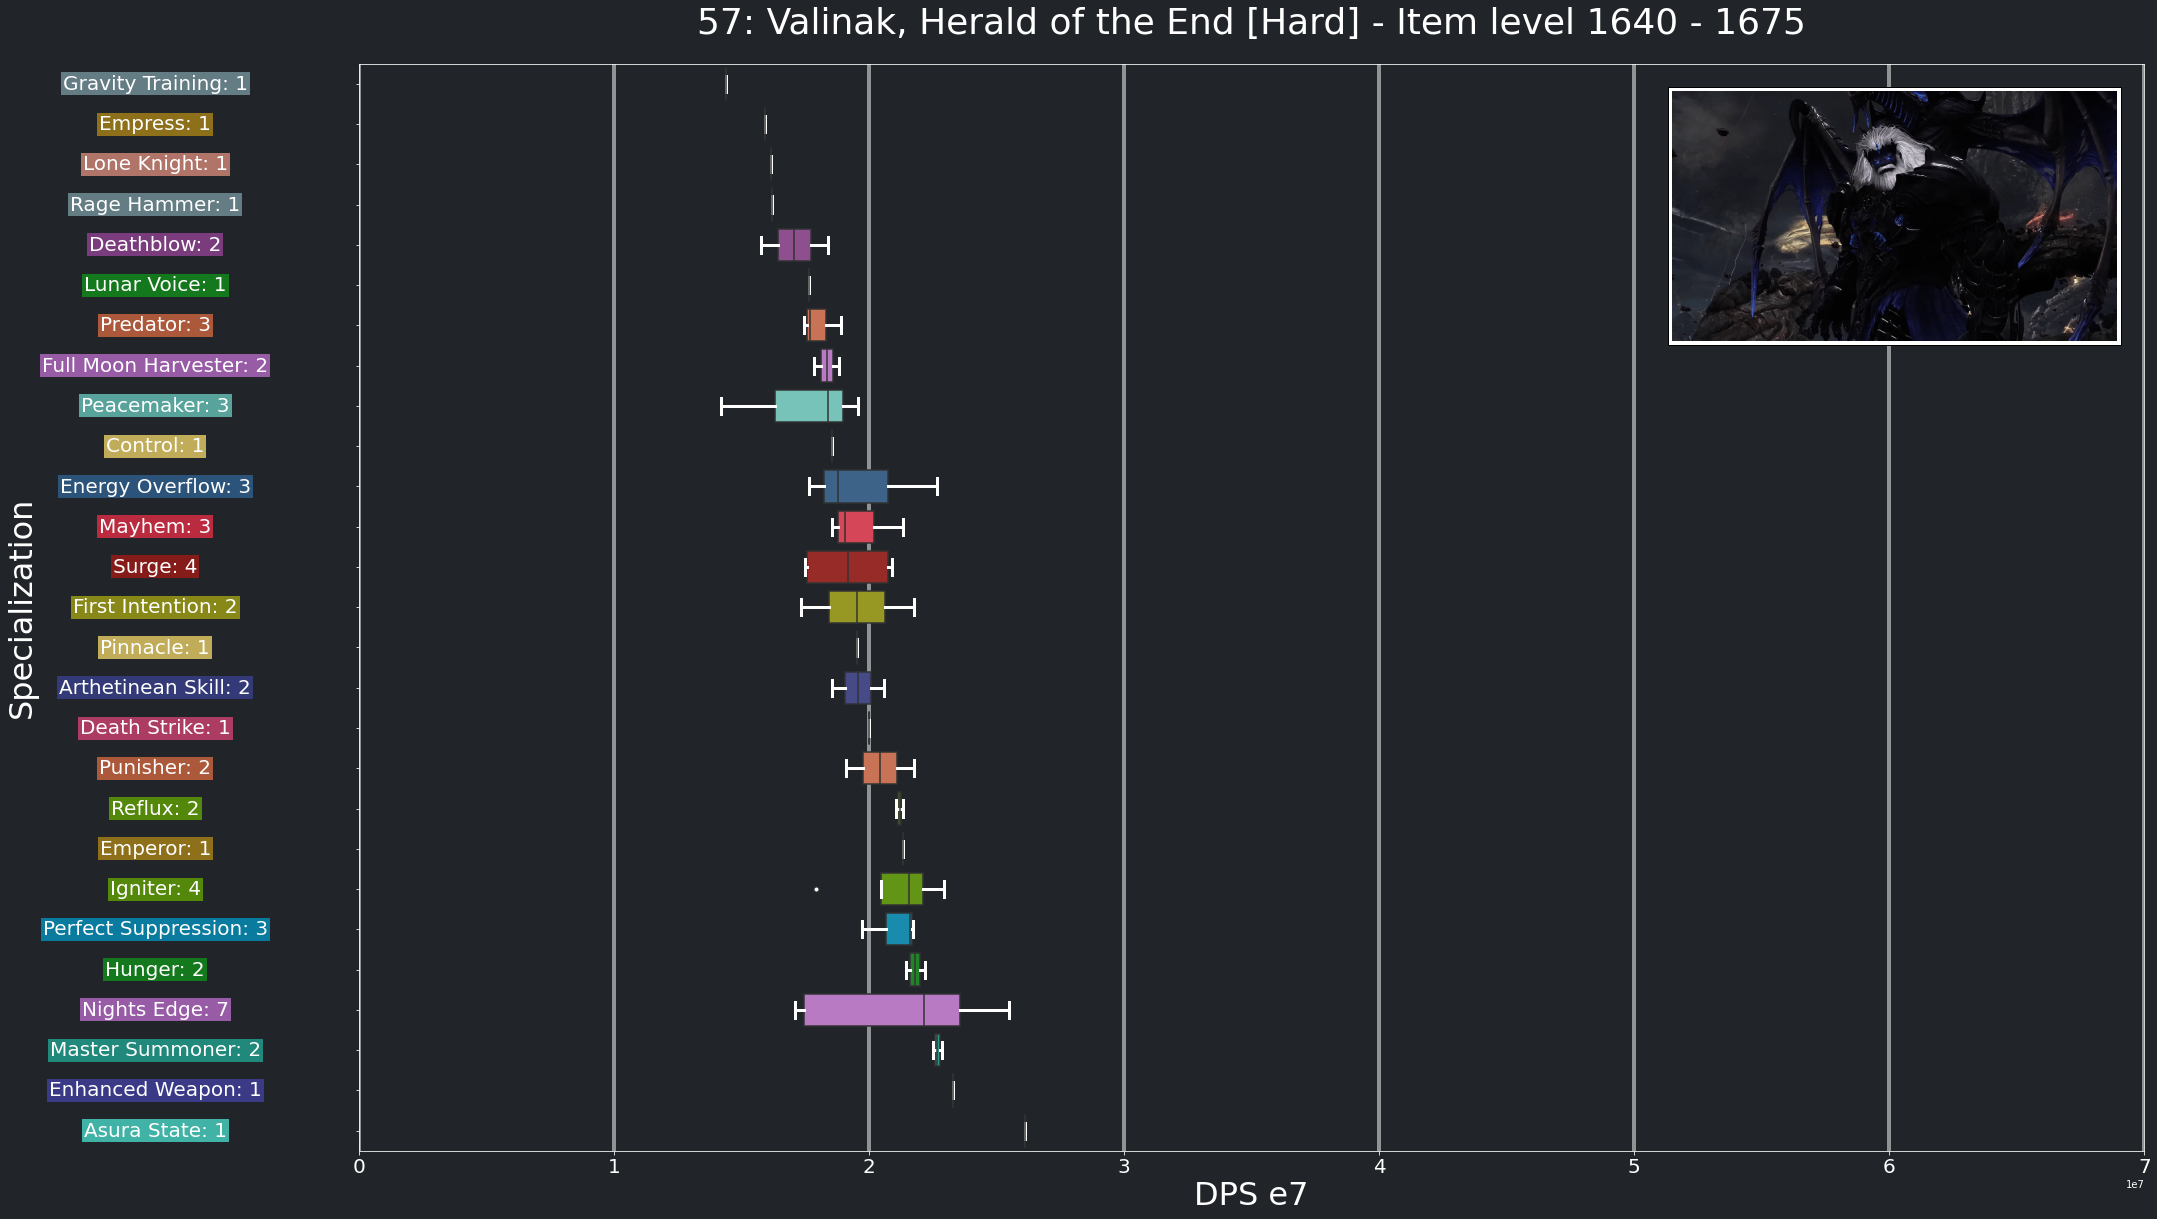 57: Valinak, Herald of the End [Hard] - Item level 1640 - 1675
Specialization
Gravity Training: 1
Empress: 1
Lone Knight: 1
Rage Hammer: 1
Deathblow: 2
Lunar Voice: 1
Predator: 3
Full Moon Harvester: 2
Peacemaker: 3
Control: 1
Energy Overflow: 3
Mayhem: 3
Surge: 4
First Intention: 2
Pinnacle: 1
Arthetinean Skill: 2
Death Strike: 1
Punisher: 2
Reflux: 2
Emperor: 1
Igniter: 4
Perfect Suppression: 3
Hunger: 2
Nights Edge: 7
Master Summoner: 2
Enhanced Weapon: 1
Asura State: 1
0 1 2 3 4 5 6 7
1e7
DPS e7